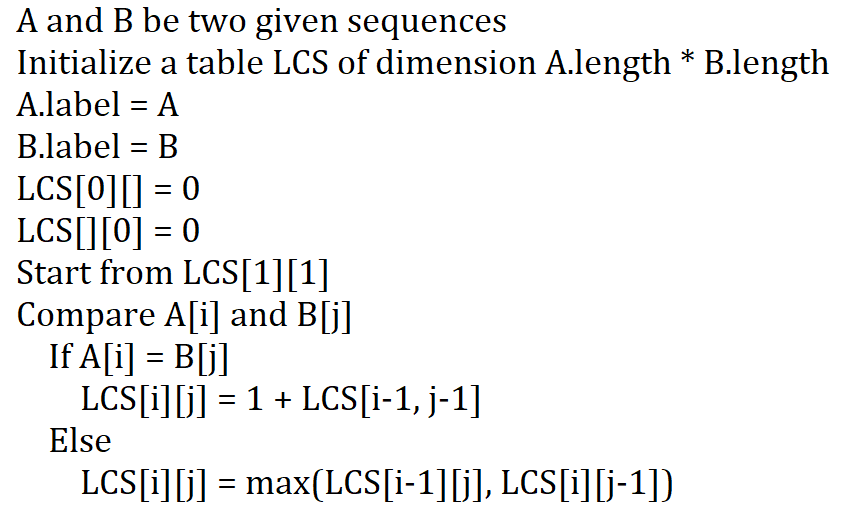 A and B be two given sequences
Initialize a table LCS of dimension A.length * B.length
A.label = A
B.label = B
LCS[0][] = 0
LCS[][0] = 0
Start from LCS[1][1]
Compare A[i] and B[j]
If A[i] = B[j]
LCS[i][j] = 1 + LCS[i-1, j-1]
Else
LCS[i][j] = max(LCS[i-1][j], LCS[i][j-1])